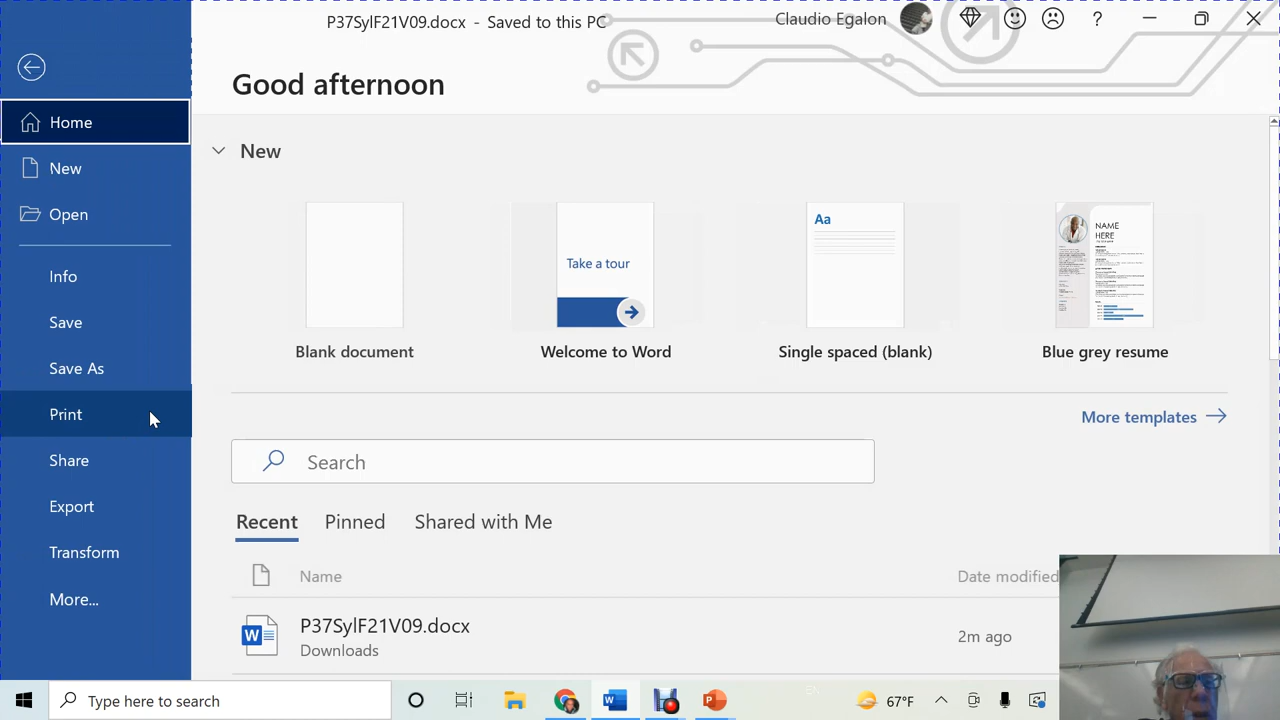 P37SylF21V09.docx - Saved to this PC
Claudio Egalon
?
Good afternoon
Home
New
Open
Info
Save
Save As
Print
Share
Export
Transform
More...
New
Take a tour
Aa
NAME
HERE
Blank document
Welcome to Word
Single spaced (blank)
Blue grey resume
More templates
Search
Recent
Pinned
Shared with Me
Name
Date modified
P37SylF21V09.docx
Downloads
2m ago
W
Type here to search
67°F